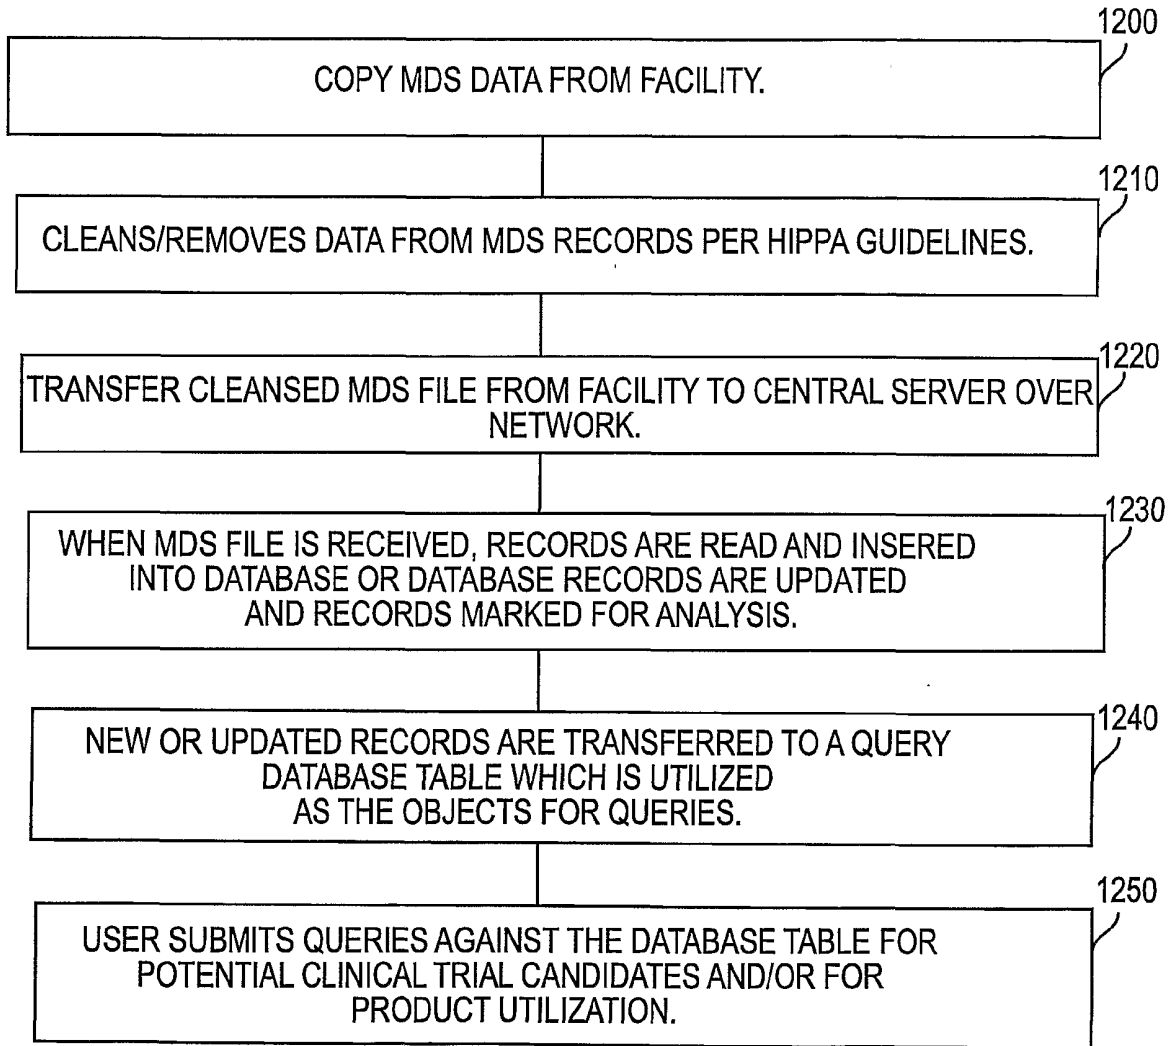 1200
COPY MDS DATA FROM FACILITY.
1210
CLEANS/REMOVES DATA FROM MDS RECORDS PER HIPPA GUIDELINES.
1220
TRANSFER CLEANSED MDS FILE FROM FACILITY TO CENTRAL SERVER OVER
NETWORK.
1230
WHEN MDS FILE IS RECEIVED, RECORDS ARE READ AND INSERED
INTO DATABASE OR DATABASE RECORDS ARE UPDATED
AND RECORDS MARKED FOR ANALYSIS.
1240
NEW OR UPDATED RECORDS ARE TRANSFERRED TO A QUERY
DATABASE TABLE WHICH IS UTILIZED
AS THE OBJECTS FOR QUERIES.
1250
USER SUBMITS QUERIES AGAINST THE DATABASE TABLE FOR
POTENTIAL CLINICAL TRIAL CANDIDATES AND/OR FOR
PRODUCT UTILIZATION.